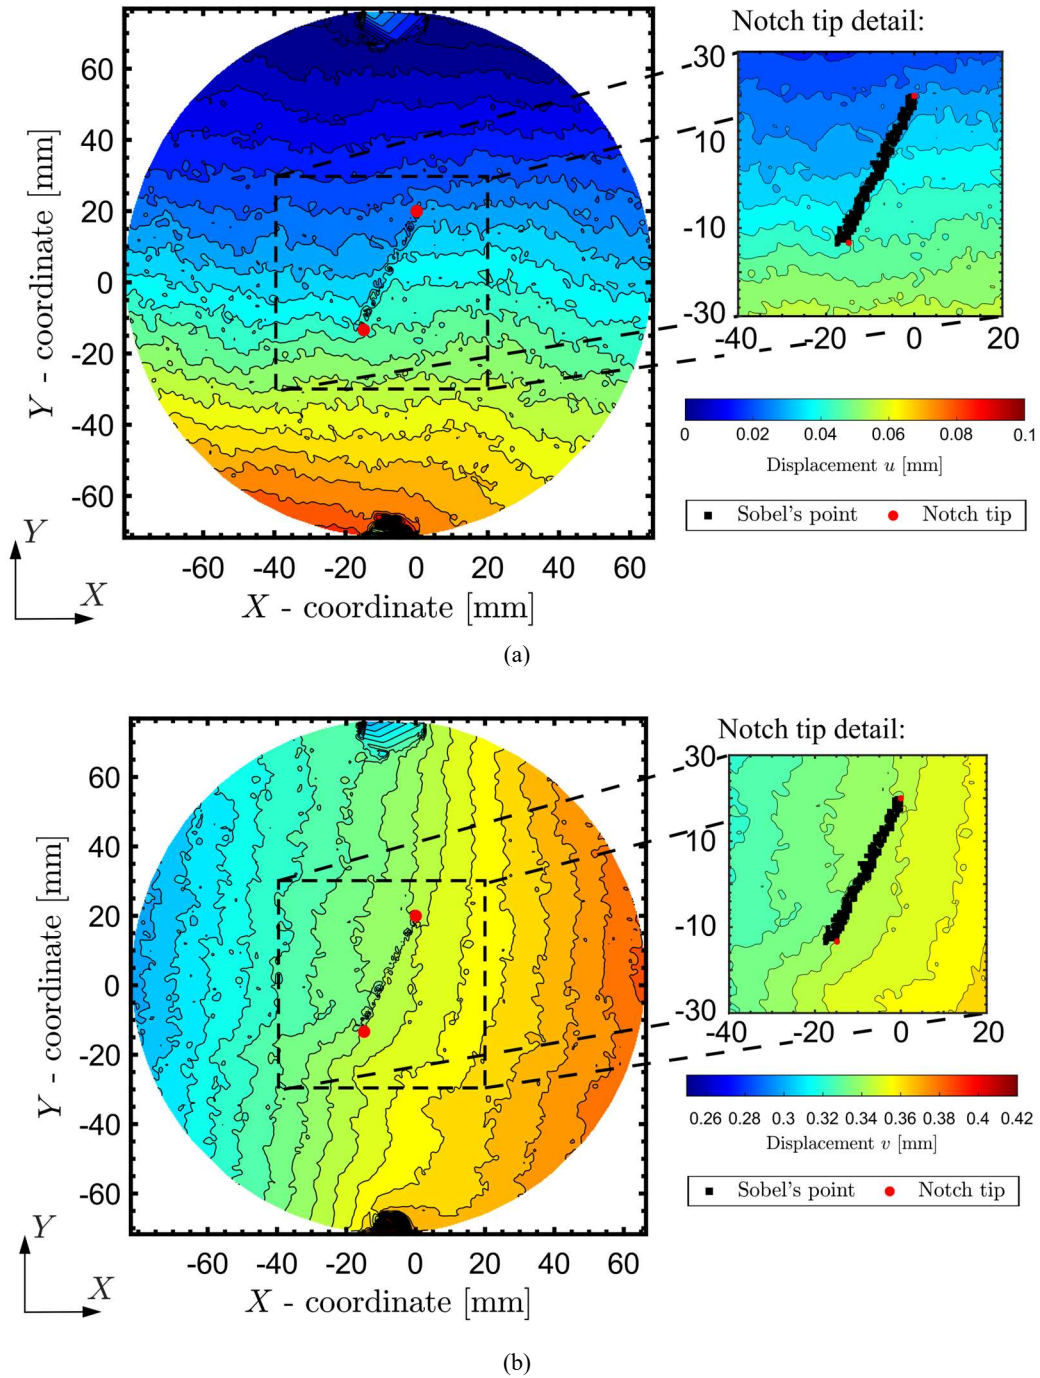 Notch tip detail:
30
10
-10
-30
-40 -20 0 20
60
40
20
0
-20
-40
-60
Y - coordinate [mm]
-60 -40 -20 0 20 40 60
X - coordinate [mm]
Y
X
0 0.02 0.04 0.06 0.08 0.1
Displacement u [mm]
Sobel's point Notch tip
(a)
Notch tip detail:
30
10
-10
-30
-40 -20 0 20
60
40
20
0
-20
-40
-60
Y - coordinate [mm]
-60 -40 -20 0 20 40 60
X - coordinate [mm]
Y
X
0.26 0.28 0.3 0.32 0.34 0.36 0.38 0.4 0.42
Displacement v [mm]
Sobel's point Notch tip
(b)